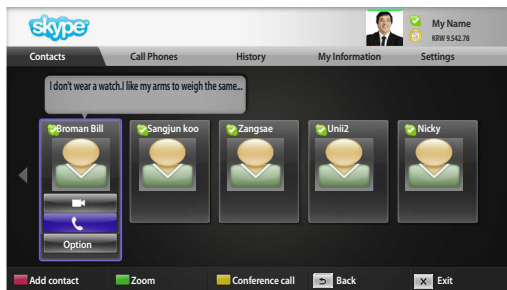 skype
My Name
KRW 9.542.78
Contacts Call Phones History My Information Settings
I don't wear a watch.I like my arms to weigh the same...
Broman Bill Sangjun koo Zangsae Unii2 Nicky
Option
Add contact Zoom Conference call Back X Exit